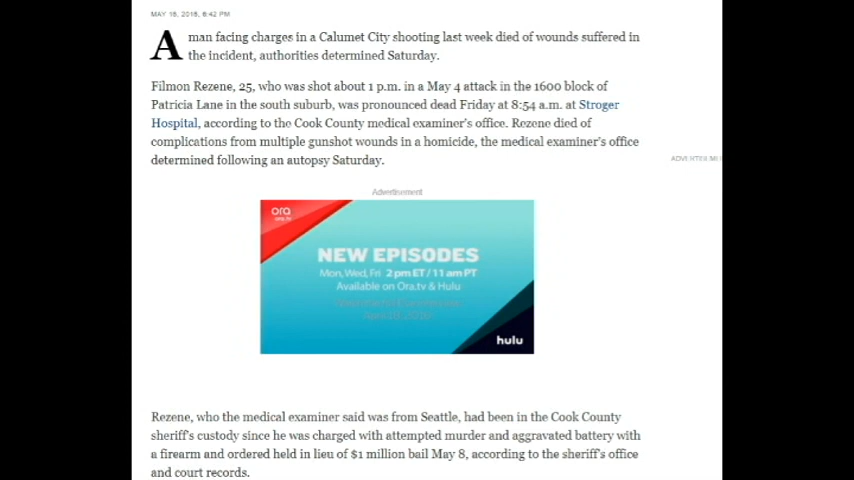 MAY 18, 2018, 8:42 PM
A man facing charges in a Calumet City shooting last week died of wounds suffered in
the incident, authorities determined Saturday.
Filmon Rezene, 25, who was shot about 1 p.m. in a May 4 attack in the 1600 block of
Patricia Lane in the south suburb, was pronounced dead Friday at 8:54 a.m. at Stroger
Hospital, according to the Cook County medical examiner's office. Rezene died of
complications from multiple gunshot wounds in a homicide, the medical examiner's office
determined following an autopsy Saturday.
Advertisement
ora
ora.tv
NEW EPISODES
Mon, Wed, Fri 2 pm ET / 11 am PT
Available on Ora.tv & Hulu
hulu
Rezene, who the medical examiner said was from Seattle, had been in the Cook County
sheriff's custody since he was charged with attempted murder and aggravated battery with
a firearm and ordered held in lieu of $1 million bail May 8, according to the sheriff's office
and court records.